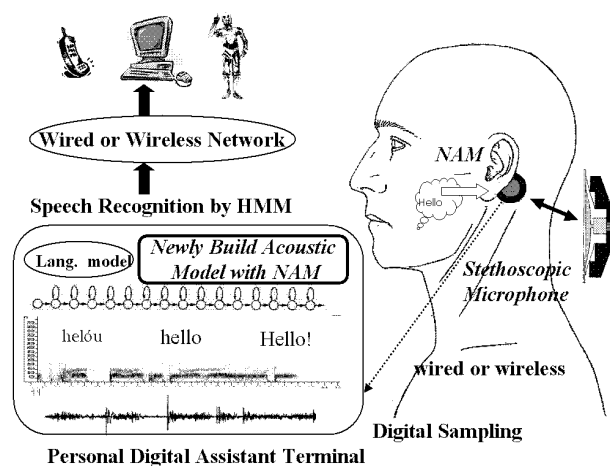 Wired or Wireless Network
Speech Recognition by HMM
Lang. model
Newly Build Acoustic
Model with NAM
helóu
hello
Hello!
Personal Digital Assistant Terminal
NAM
Hello
Stethoscopic
Microphone
wired or wireless
Digital Sampling